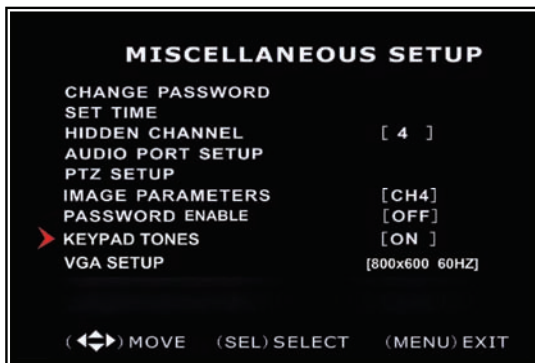 MISCELLANEOUS SETUP
CHANGE PASSWORD
SET TIME
HIDDEN CHANNEL [ 4 ]
AUDIO PORT SETUP
PTZ SETUP
IMAGE PARAMETERS [CH4]
PASSWORD ENABLE [OFF]
KEYPAD TONES [ON ]
VGA SETUP [800x600 60HZ]
(◀▲▼▶) MOVE (SEL) SELECT (MENU) EXIT